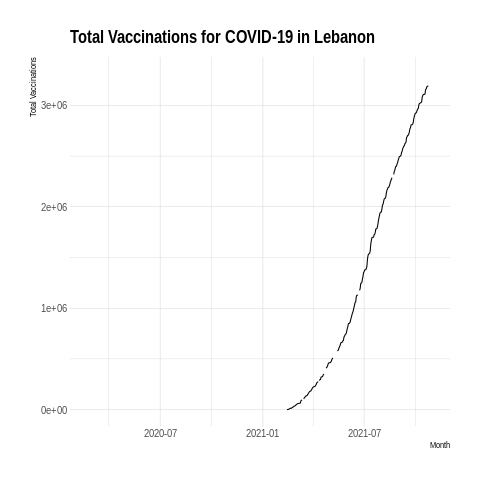 Total Vaccinations for COVID-19 in Lebanon
Total Vaccinations
3e+06
2e+06
1e+06
0e+00
2020-07 2021-01 2021-07
Month